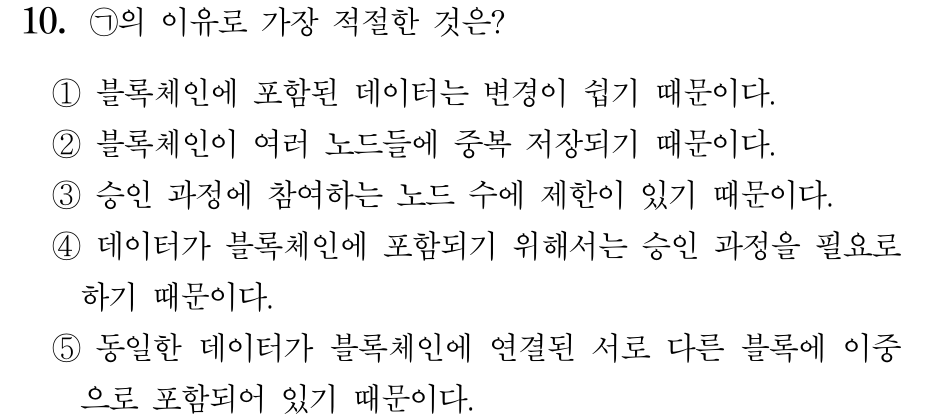 10. ㉠의 이유로 가장 적절한 것은?
① 블록체인에 포함된 데이터는 변경이 쉽기 때문이다.
② 블록체인이 여러 노드들에 중복 저장되기 때문이다.
③ 승인 과정에 참여하는 노드 수에 제한이 있기 때문이다.
④ 데이터가 블록체인에 포함되기 위해서는 승인 과정을 필요로
하기 때문이다.
⑤ 동일한 데이터가 블록체인에 연결된 서로 다른 블록에 이중
으로 포함되어 있기 때문이다.